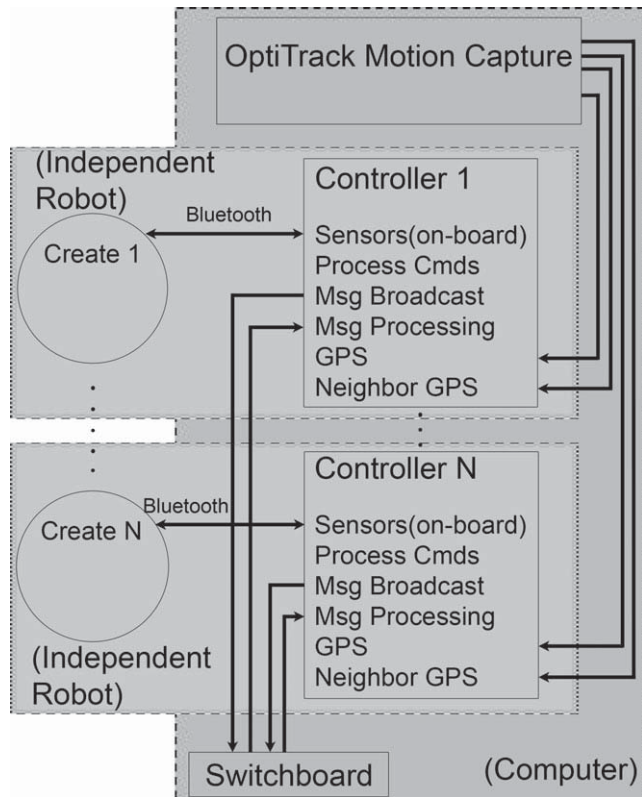 OptiTrack Motion Capture
(Independent
Robot)
Create 1
Bluetooth
Controller 1
Sensors(on-board)
Process Cmds
Msg Broadcast
Msg Processing
GPS
Neighbor GPS
Create N
Bluetooth
(Independent
Robot)
Controller N
Sensors(on-board)
Process Cmds
Msg Broadcast
Msg Processing
GPS
Neighbor GPS
Switchboard
(Computer)